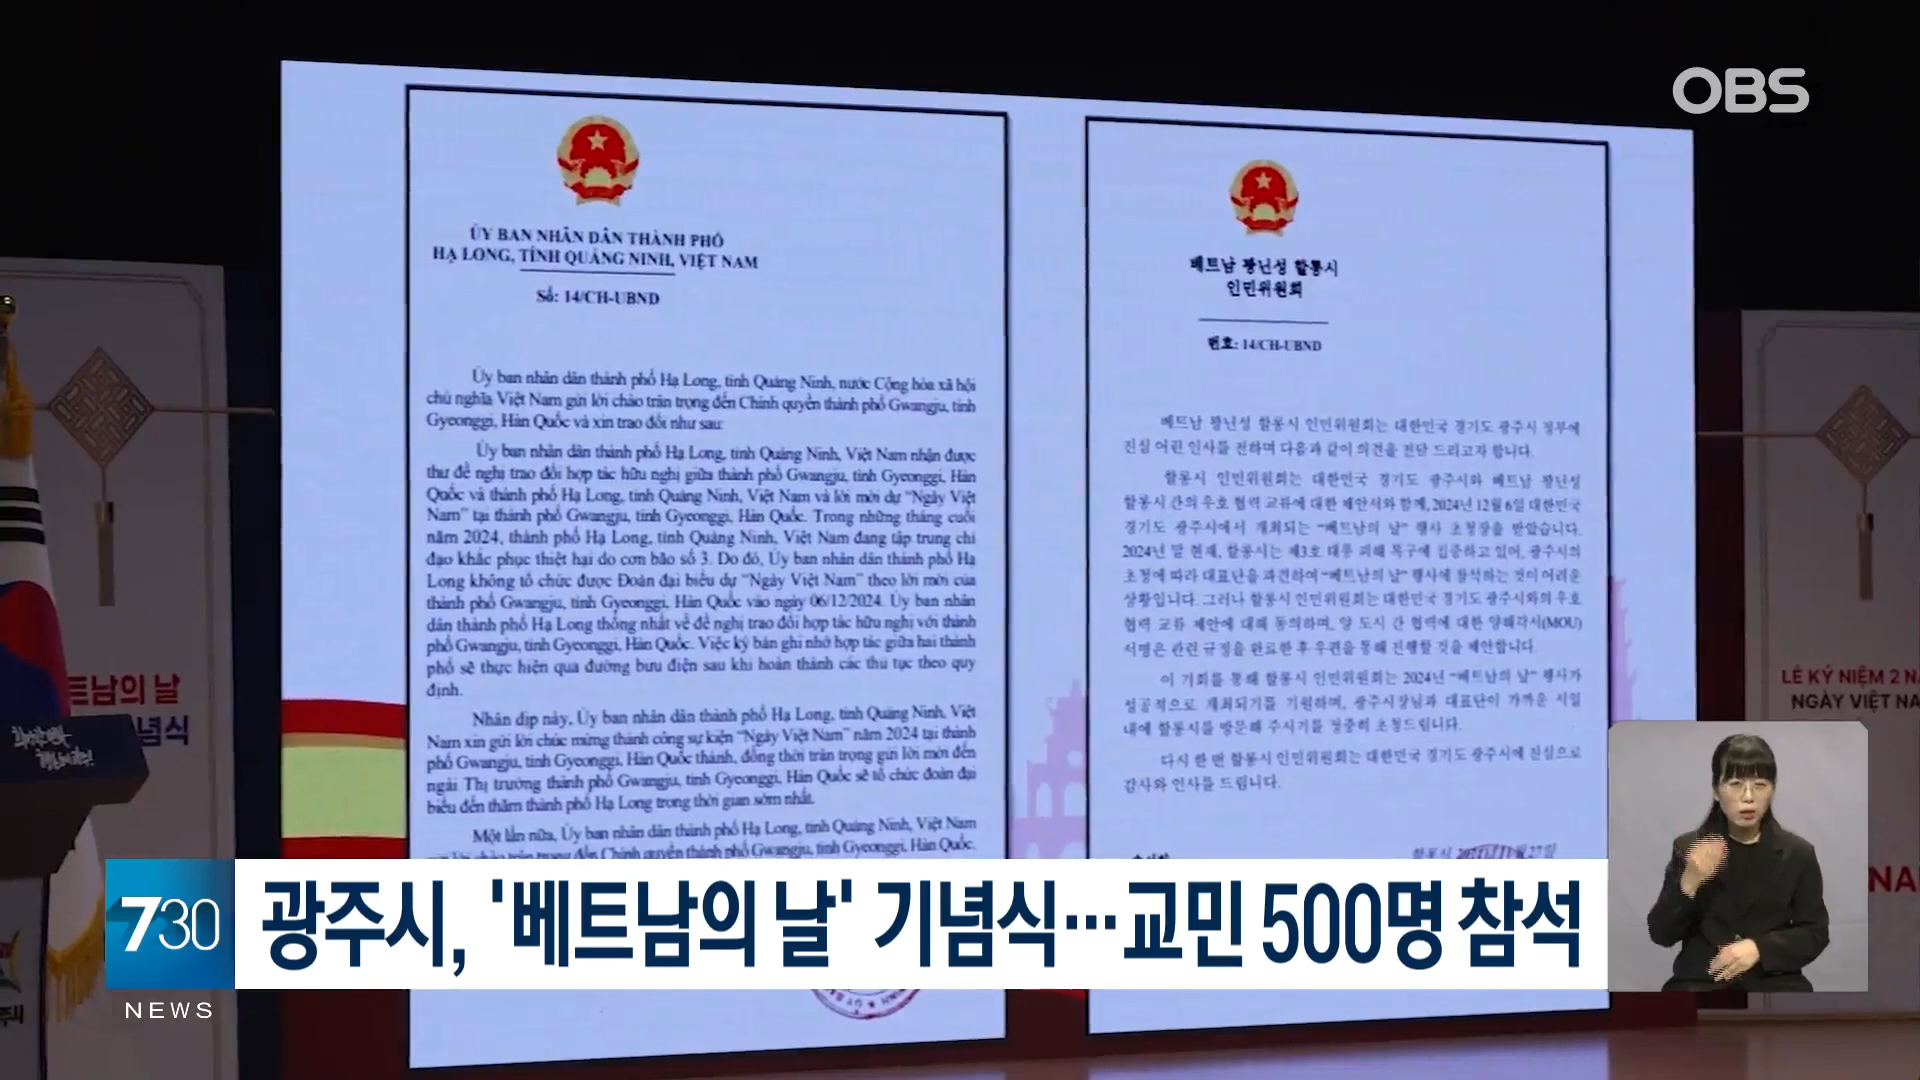 OBS
ỦY BAN NHÂN DÂN THÀNH PHỐ
HẠ LONG, TỈNH QUẢNG NINH, VIỆT NAM
Số: 14/CH-UBND
Ủy ban nhân dân thành phố Hạ Long, tỉnh Quảng Ninh, nước Cộng hòa xã hội
chủ nghĩa Việt Nam gửi lời chào trân trọng đến Chính quyền thành phố Gwangju, tỉnh
Gyeonggi, Hàn Quốc và xin trao đổi như sau:
Ủy ban nhân dân thành phố Hạ Long, tỉnh Quảng Ninh, Việt Nam nhận được
thư đề nghị trao đổi hợp tác hữu nghị giữa thành phố Gwangju, tỉnh Gyeonggi, Hàn
Quốc và thành phố Hạ Long, tỉnh Quảng Ninh, Việt Nam và lời mời dự “Ngày Việt
Nam” tại thành phố Gwangju, tỉnh Gyeonggi, Hàn Quốc. Trong những tháng cuối
năm 2024, thành phố Hạ Long, tỉnh Quảng Ninh, Việt Nam đang tập trung chỉ
đạo khắc phục thiệt hại do cơn bão số 3. Do đó, Ủy ban nhân dân thành phố Hạ
Long không tổ chức được Đoàn đại biểu dự “Ngày Việt Nam” theo lời mời của
thành phố Gwangju, tỉnh Gyeonggi, Hàn Quốc vào ngày 06/12/2024. Ủy ban nhân
dân thành phố Hạ Long thống nhất về đề nghị trao đổi hợp tác hữu nghị với thành
phố Gwangju, tỉnh Gyeonggi, Hàn Quốc. Việc ký bản ghi nhớ hợp tác giữa hai thành
phố sẽ thực hiện qua đường bưu điện sau khi hoàn thành các thủ tục theo quy
định.
Nhân dịp này, Ủy ban nhân dân thành phố Hạ Long, tỉnh Quảng Ninh, Việt
Nam xin gửi lời chúc mừng thành công sự kiện “Ngày Việt Nam” năm 2024 tại thành
phố Gwangju, tỉnh Gyeonggi, Hàn Quốc thành, đồng thời trân trọng gửi lời mời đến
ngài Thị trưởng thành phố Gwangju, tỉnh Gyeonggi, Hàn Quốc sẽ tổ chức đoàn đại
biểu đến thăm thành phố Hạ Long trong thời gian sớm nhất.
Một lần nữa, Ủy ban nhân dân thành phố Hạ Long, tỉnh Quảng Ninh, Việt Nam
gửi lời chào trân trọng đến Chính quyền thành phố Gwangju, tỉnh Gyeonggi, Hàn Quốc.
베트남 꽝닌성 할롱시
인민위원회
번호: 14/CH-UBND
베트남 꽝닌성 할롱시 인민위원회는 대한민국 경기도 광주시 정부에
진심 어린 인사를 전하며 다음과 같이 의견을 전달 드리고자 합니다.
할롱시 인민위원회는 대한민국 경기도 광주시와 베트남 꽝닌성
할롱시 간의 우호 협력 교류에 대한 제안서와 함께, 2024년 12월 6일 대한민국
경기도 광주시에서 개최되는 “베트남의 날” 행사 초청장을 받았습니다.
2024년 말 현재, 할롱시는 제3호 태풍 피해 복구에 집중하고 있어, 광주시의
초청에 따라 대표단을 파견하여 “베트남의 날” 행사에 참석하는 것이 어려운
상황입니다. 그러나 할롱시 인민위원회는 대한민국 경기도 광주시와의 우호
협력 교류 제안에 대해 동의하며, 양 도시 간 협력에 대한 양해각서(MOU)
서명은 관련 규정을 완료한 후 우편을 통해 진행할 것을 제안합니다.
이 기회를 통해 할롱시 인민위원회는 2024년 “베트남의 날” 행사가
성공적으로 개최되기를 기원하며, 광주시장님과 대표단이 가까운 시일
내에 할롱시를 방문해 주시기를 정중히 초청드립니다.
다시 한 번 할롱시 인민위원회는 대한민국 경기도 광주시에 진심으로
감사와 인사를 드립니다.
트남의 날
념식
LỄ KỶ NIỆM 2 NĂ
NGÀY VIỆT NA
NA
730
NEWS
광주시, '베트남의 날' 기념식…교민 500명 참석